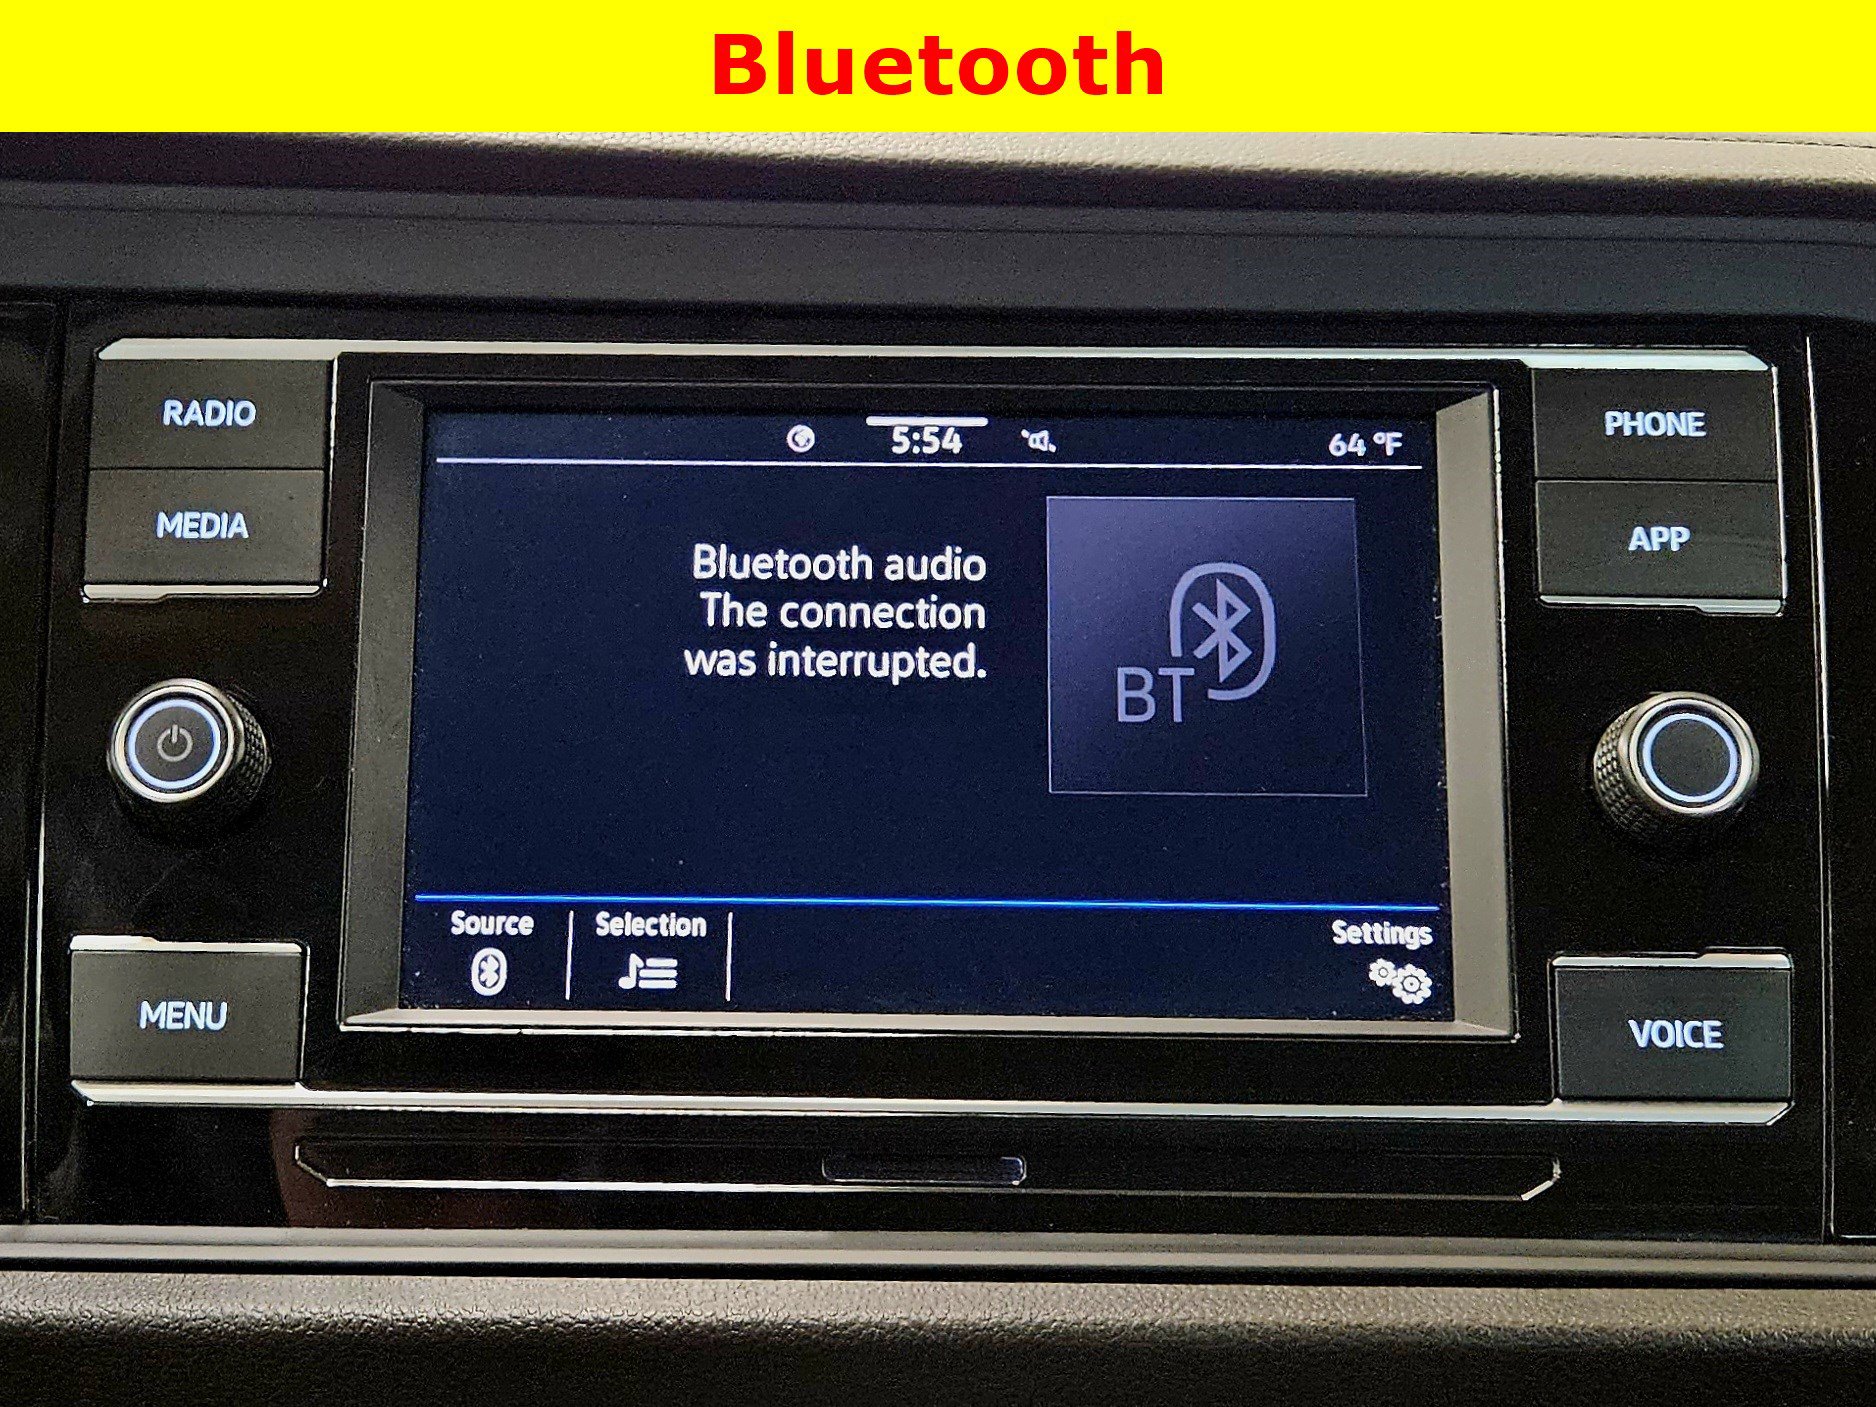 Bluetooth
RADIO
MEDIA
MENU
5:54
64 °F
Bluetooth audio
The connection
was interrupted.
BT
Source
Selection
Settings
PHONE
APP
VOICE